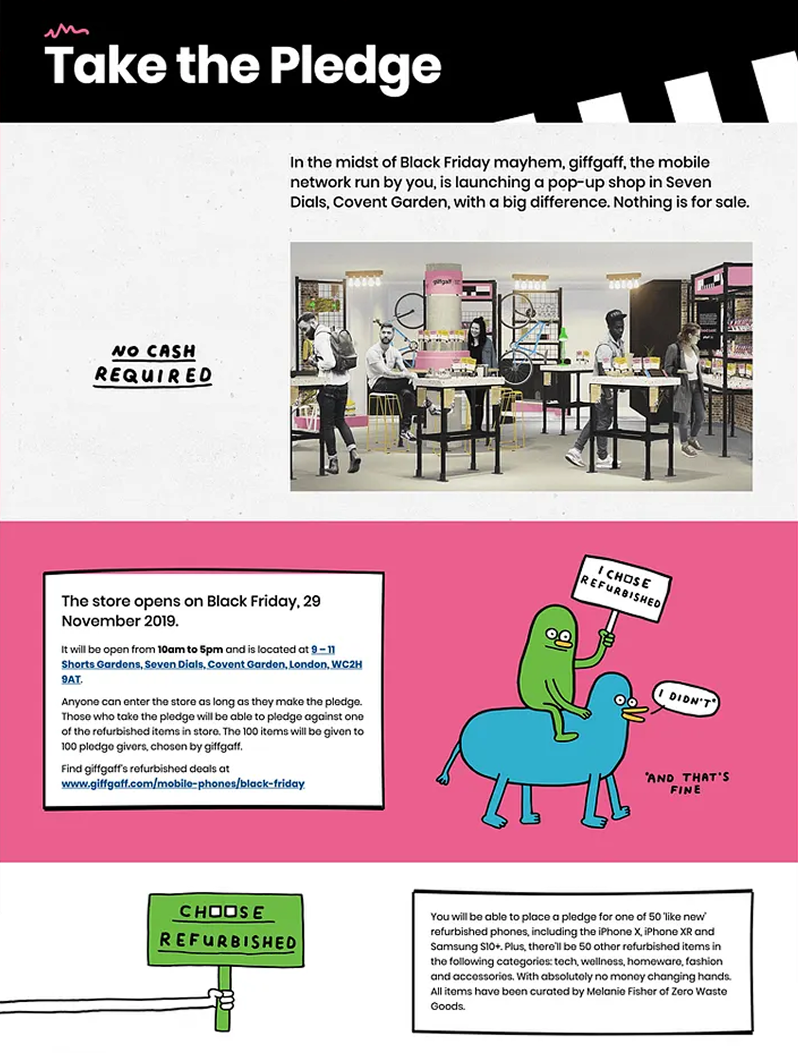 Take the Pledge
In the midst of Black Friday mayhem, giffgaff, the mobile
network run by you, is launching a pop-up shop in Seven
Dials, Covent Garden, with a big difference. Nothing is for sale.
giffgaff
NO CASH
REQUIRED
The store opens on Black Friday, 29
November 2019.
It will be open from 10am to 5pm and is located at 9 – 11
Shorts Gardens, Seven Dials, Covent Garden, London, WC2H
9AT.
Anyone can enter the store as long as they make the pledge.
Those who take the pledge will be able to pledge against one
of the refurbished items in store. The 100 items will be given to
100 pledge givers, chosen by giffgaff.
Find giffgaff's refurbished deals at
www.giffgaff.com/mobile-phones/black-friday
I CHOSE
REFURBISHED
I DIDN'T*
*AND THAT'S
FINE
CHOOSE
REFURBISHED
You will be able to place a pledge for one of 50 'like new'
refurbished phones, including the iPhone X, iPhone XR and
Samsung S10+. Plus, there'll be 50 other refurbished items in
the following categories: tech, wellness, homeware, fashion
and accessories. With absolutely no money changing hands.
All items have been curated by Melanie Fisher of Zero Waste
Goods.